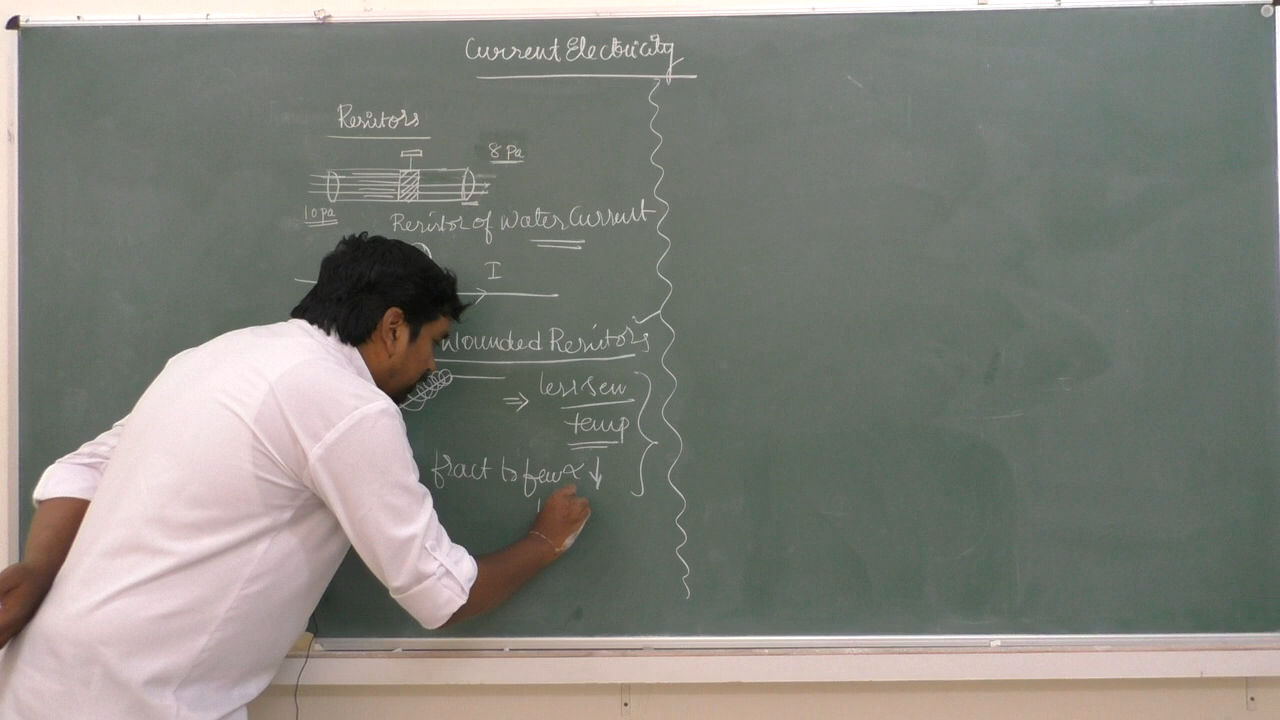 Current Electricity
Resistors
8 Pa
10 pa
Resistor of Water Current
I
Wounded Resistors
⇒ less sen
temp
fract to few ↓